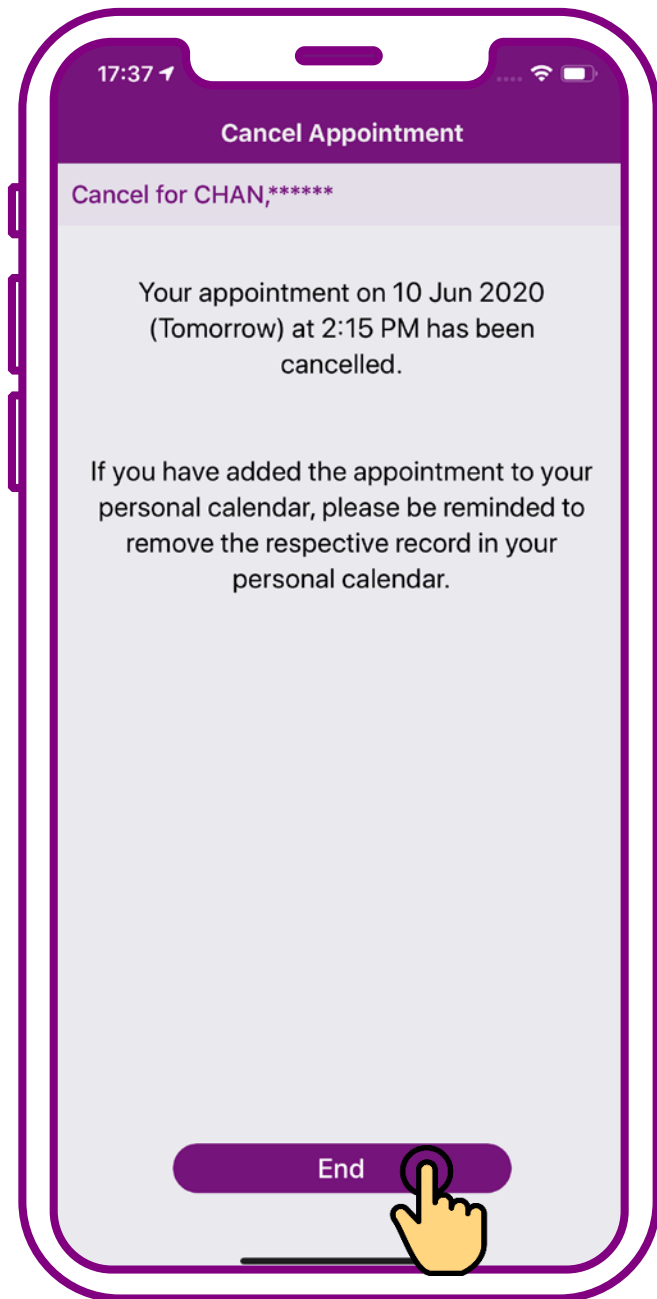 17:37
Cancel Appointment
Cancel for CHAN,******
Your appointment on 10 Jun 2020
(Tomorrow) at 2:15 PM has been
cancelled.
If you have added the appointment to your
personal calendar, please be reminded to
remove the respective record in your
personal calendar.
End